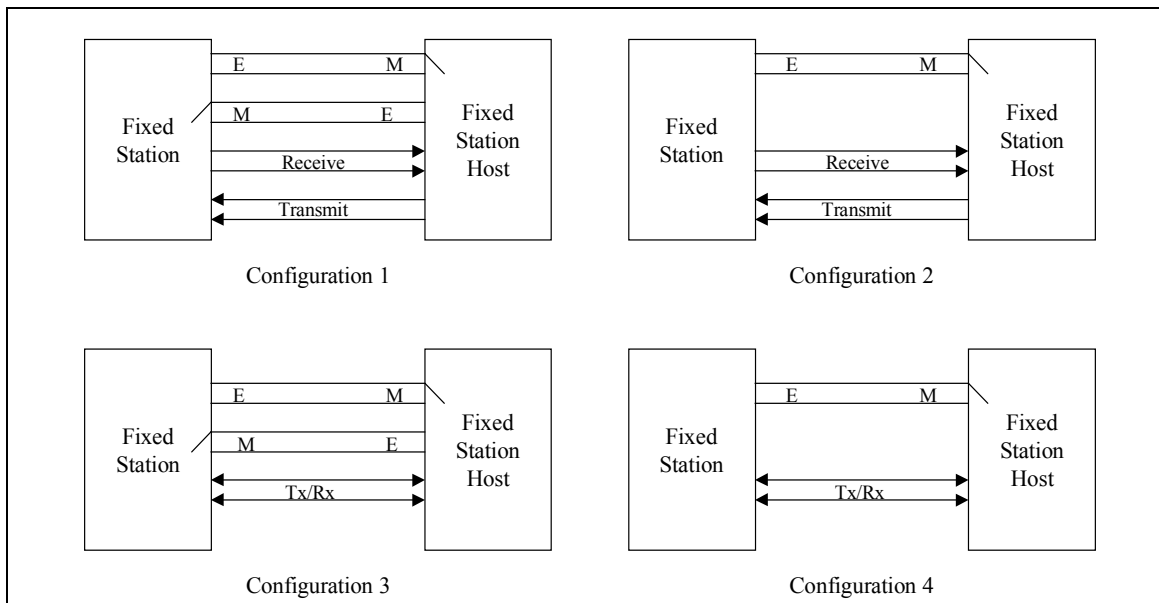 E M
M E
Fixed
Station
Fixed
Station
Host
Receive
Transmit
Configuration 1
E M
Fixed
Station
Fixed
Station
Host
Receive
Transmit
Configuration 2
E M
M E
Fixed
Station
Fixed
Station
Host
Tx/Rx
Configuration 3
E M
Fixed
Station
Fixed
Station
Host
Tx/Rx
Configuration 4